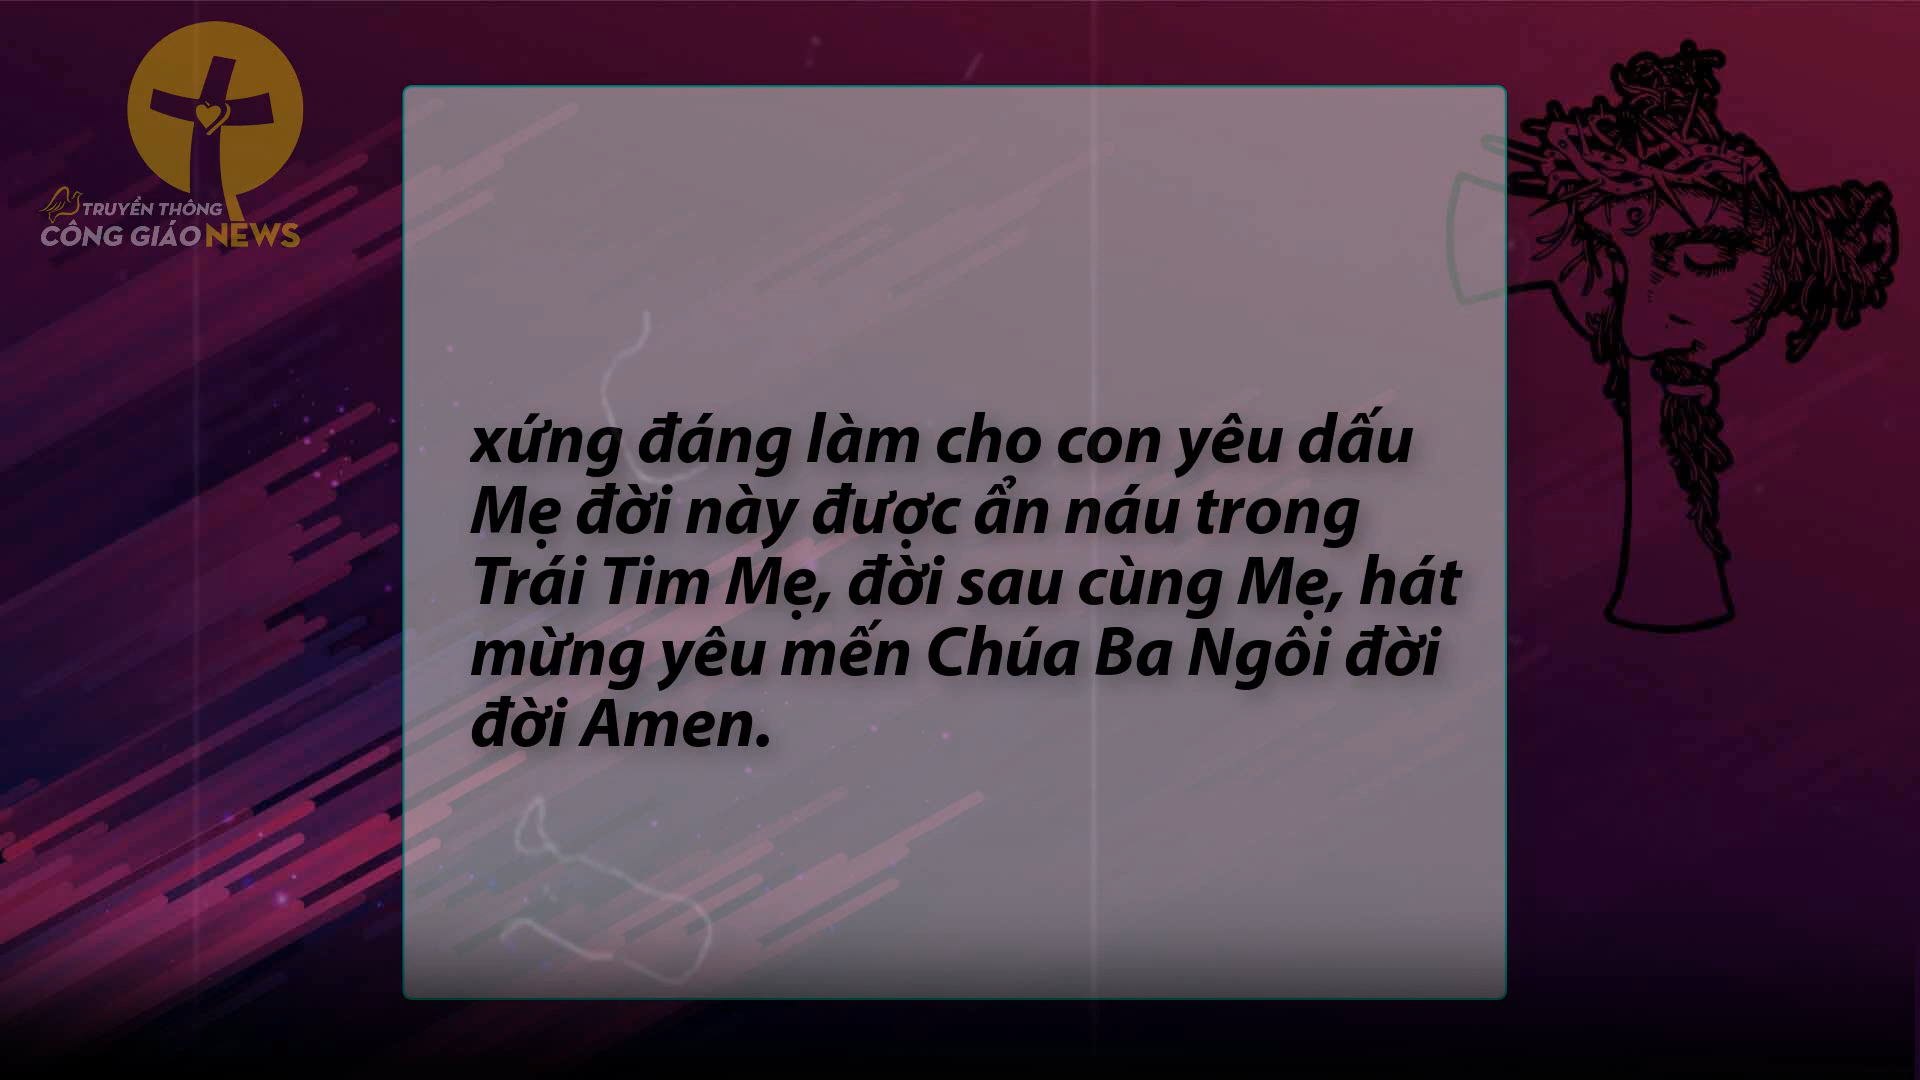 TRUYỀN THÔNG
CÔNG GIÁO NEWS
xứng đáng làm cho con yêu dấu
Mẹ đời này được ẩn náu trong
Trái Tim Mẹ, đời sau cùng Mẹ, hát
mừng yêu mến Chúa Ba Ngôi đời
đời Amen.